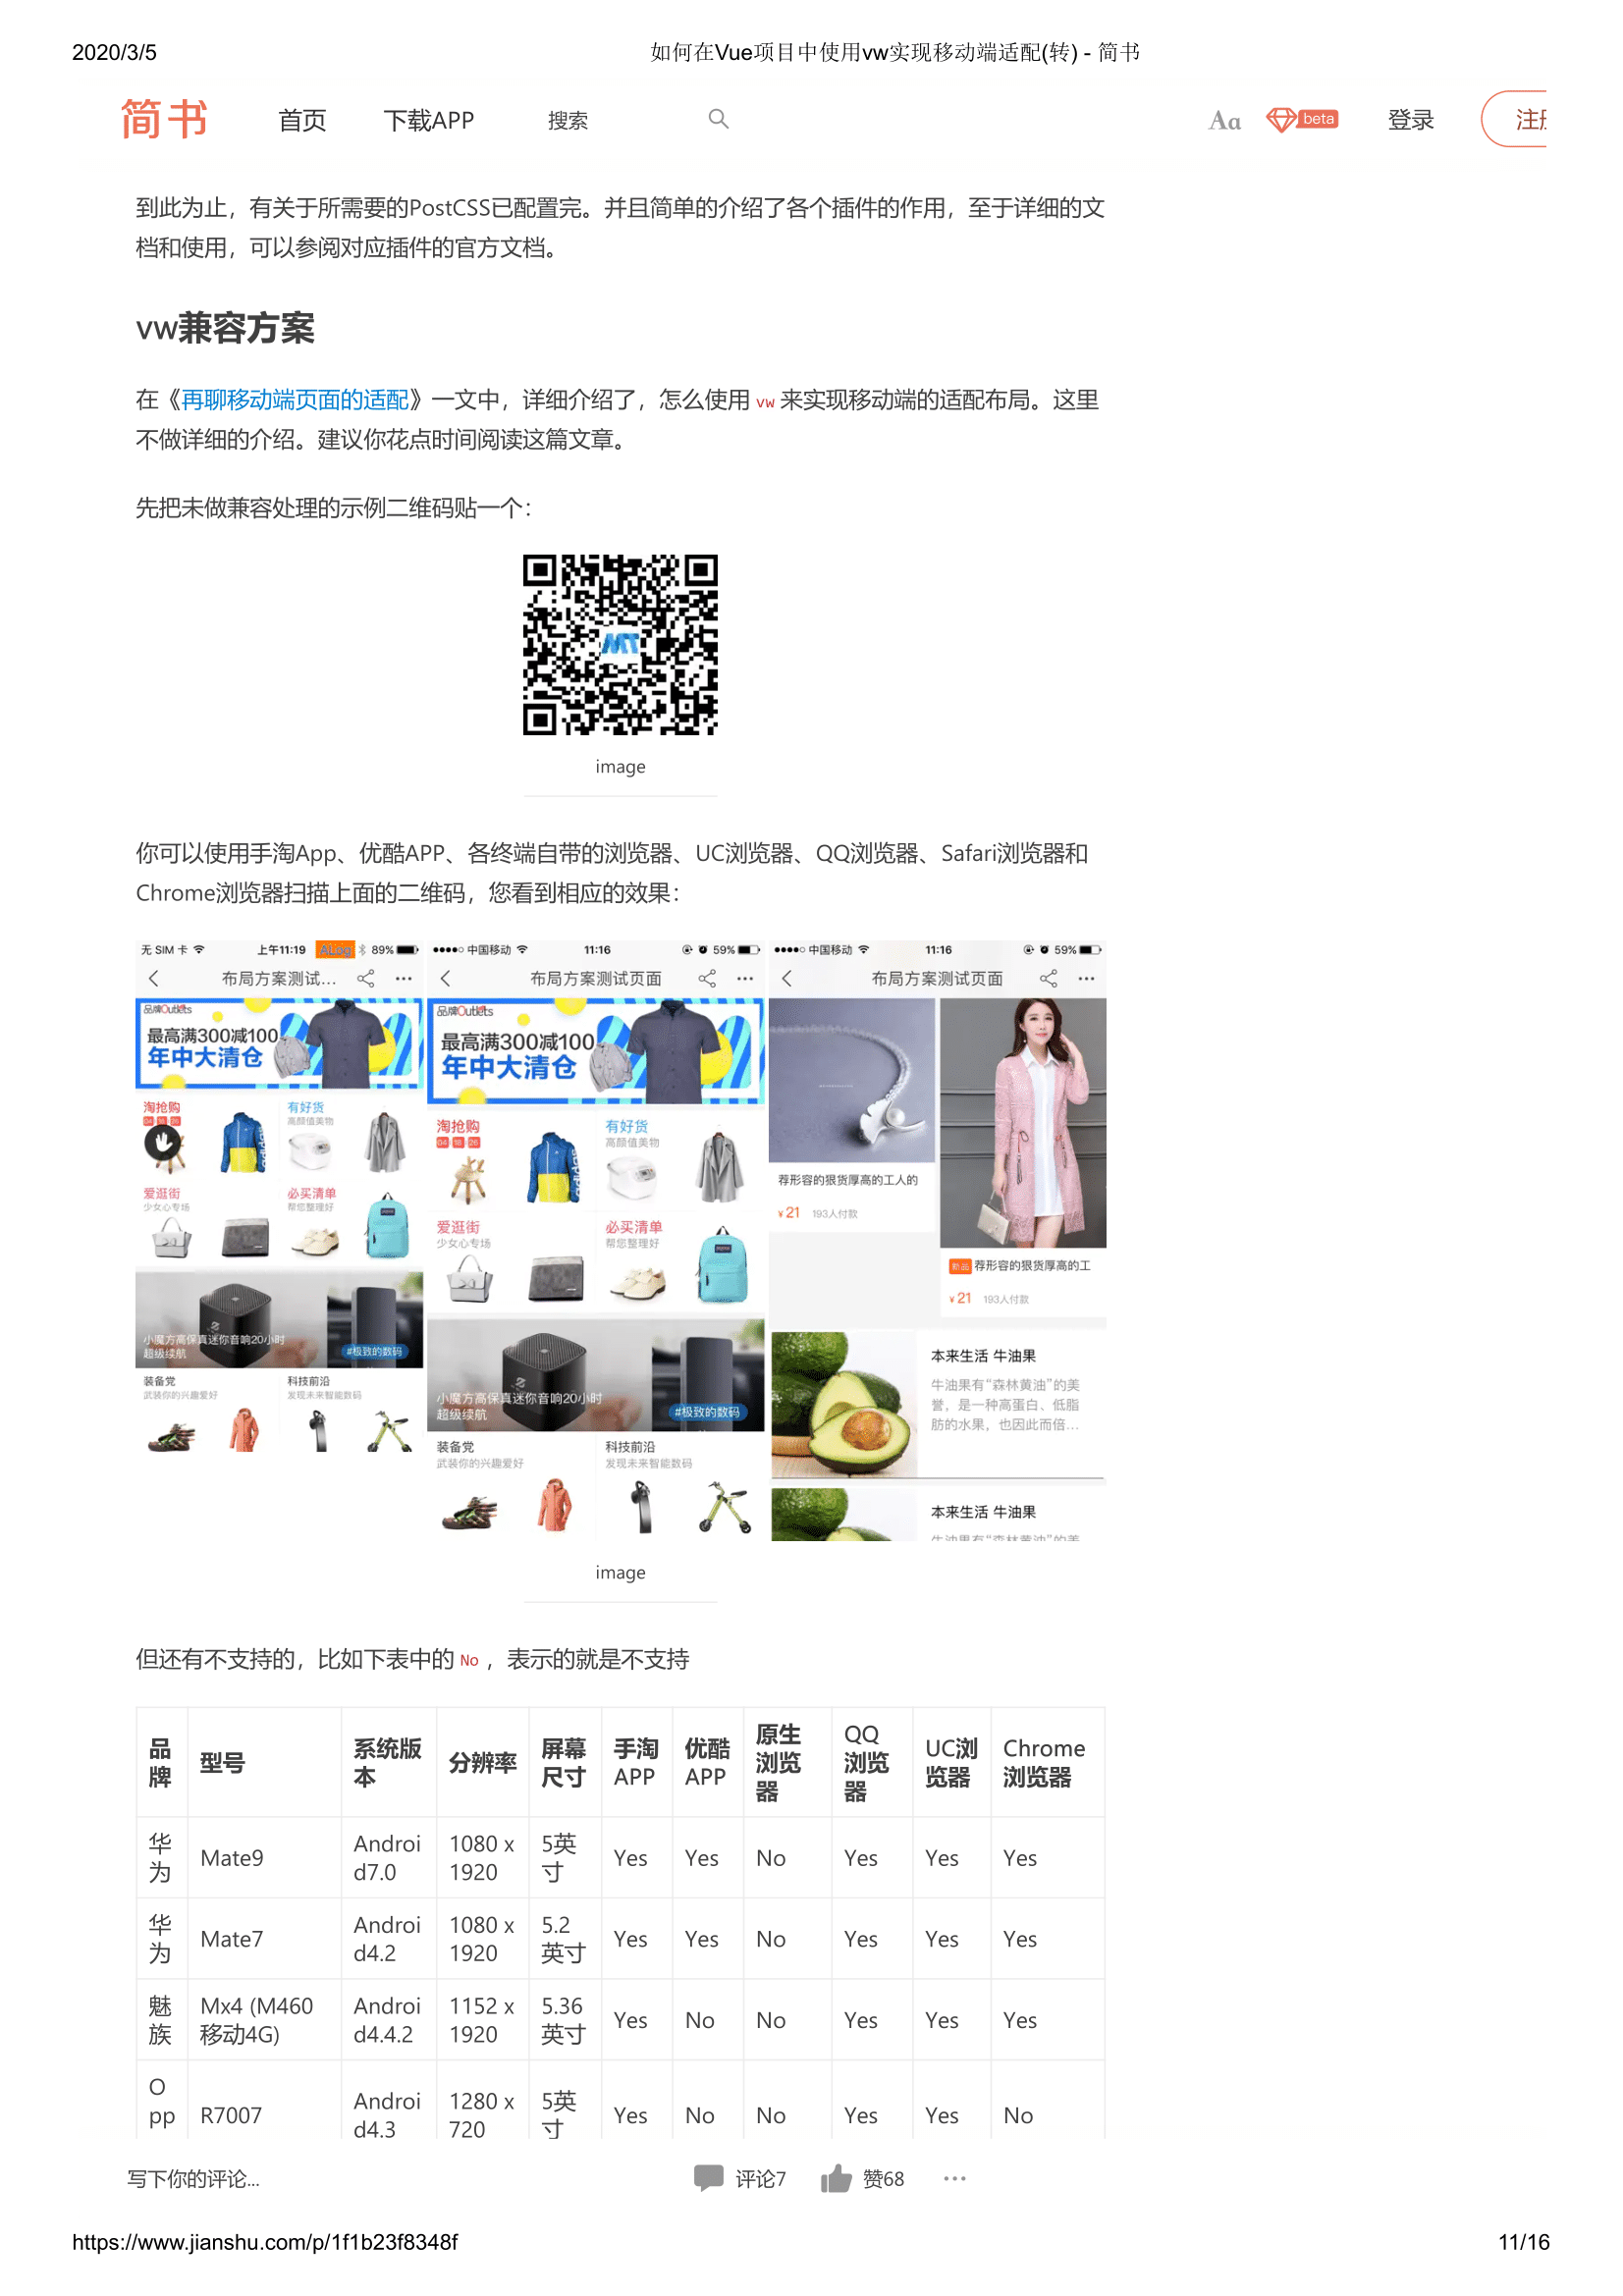 2020/3/5
如何在Vue项目中使用vw实现移动端适配(转) - 简书
简书 首页 下载APP 搜索 Aa beta 登录 注册
到此为止，有关于所需要的PostCSS已配置完。并且简单的介绍了各个插件的作用，至于详细的文
档和使用，可以参阅对应插件的官方文档。
vw兼容方案
在《再聊移动端页面的适配》一文中，详细介绍了，怎么使用 vw 来实现移动端的适配布局。这里
不做详细的介绍。建议你花点时间阅读这篇文章。
先把未做兼容处理的示例二维码贴一个：
MT
image
你可以使用手淘App、优酷APP、各终端自带的浏览器、UC浏览器、QQ浏览器、Safari浏览器和
Chrome浏览器扫描上面的二维码，您看到相应的效果：
无 SIM 卡 上午11:19 ALog 89%
布局方案测试...
品牌Outlets
最高满300减100
年中大清仓
淘抢购 有好货
高颜值美物
爱逛街 必买清单
少女心专场 帮您整理好
小魔方高保真迷你音响20小时
超级续航 #极致的数码
装备党 科技前沿
武装你的兴趣爱好 发现未来智能数码
中国移动 11:16 59%
布局方案测试页面
品牌Outlets
最高满300减100
年中大清仓
淘抢购 有好货
04 18 26 高颜值美物
爱逛街 必买清单
少女心专场 帮您整理好
小魔方高保真迷你音响20小时
超级续航 #极致的数码
装备党 科技前沿
武装你的兴趣爱好 发现未来智能数码
中国移动 11:16 59%
布局方案测试页面
荐形容的狠货厚高的工人的
¥21 193人付款
新品 荐形容的狠货厚高的工
¥21 193人付款
本来生活 牛油果
牛油果有“森林黄油”的美
誉，是一种高蛋白、低脂
肪的水果，也因此而倍...
本来生活 牛油果
牛油果有“森林黄油”的美
image
但还有不支持的，比如下表中的 No ，表示的就是不支持
品牌 型号 系统版本 分辨率 屏幕尺寸 手淘APP 优酷APP 原生浏览器 QQ浏览器 UC浏览器 Chrome浏览器
华为 Mate9 Android7.0 1080 x 1920 5英寸 Yes Yes No Yes Yes Yes
华为 Mate7 Android4.2 1080 x 1920 5.2英寸 Yes Yes No Yes Yes Yes
魅族 Mx4 (M460移动4G) Android4.4.2 1152 x 1920 5.36英寸 Yes No No Yes Yes Yes
Opp R7007 Android4.3 1280 x 720 5英寸 Yes No No Yes Yes No
写下你的评论... 评论7 赞68
https://www.jianshu.com/p/1f1b23f8348f
11/16